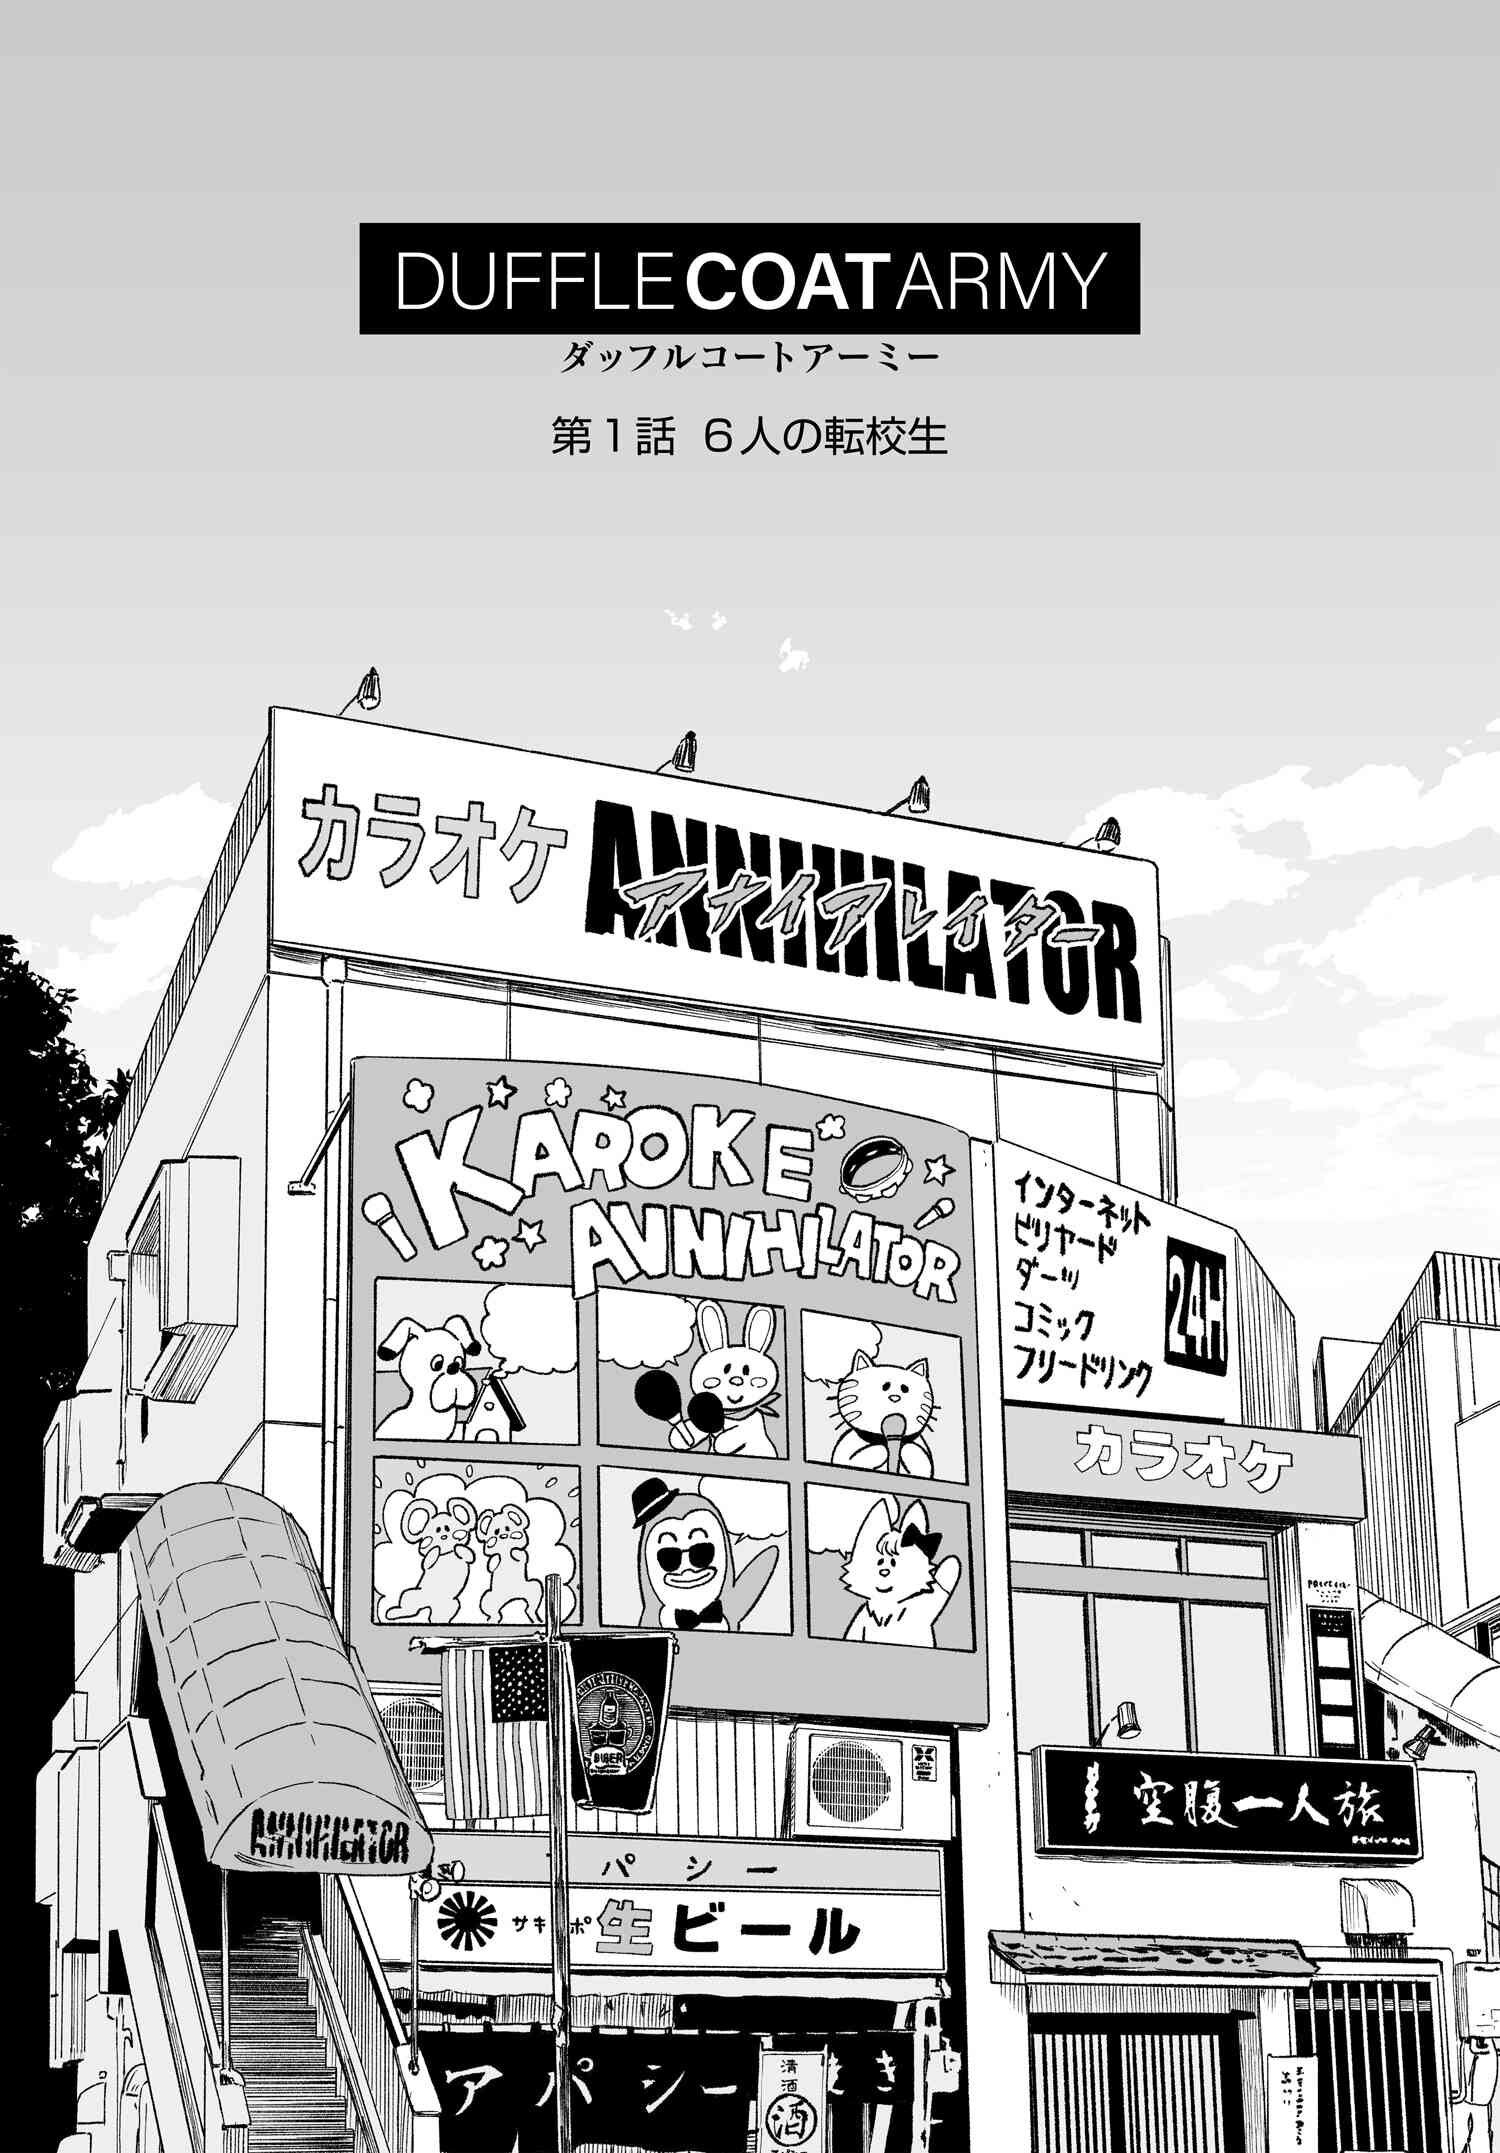 DUFFLECOATARMY
ダッフルコートアーミー
第1話 6人の転校生
カラオケ
ANNIHILATOR
アナイアレイター
KAROKE
ANNIHILATOR
インターネット
ビリヤード
ダーツ
コミック
フリードリンク
24H
カラオケ
空腹一人旅
BIBER
ANNIHILATOR
パシー
サキ ポ 生ビール
アパシー
清酒
酒